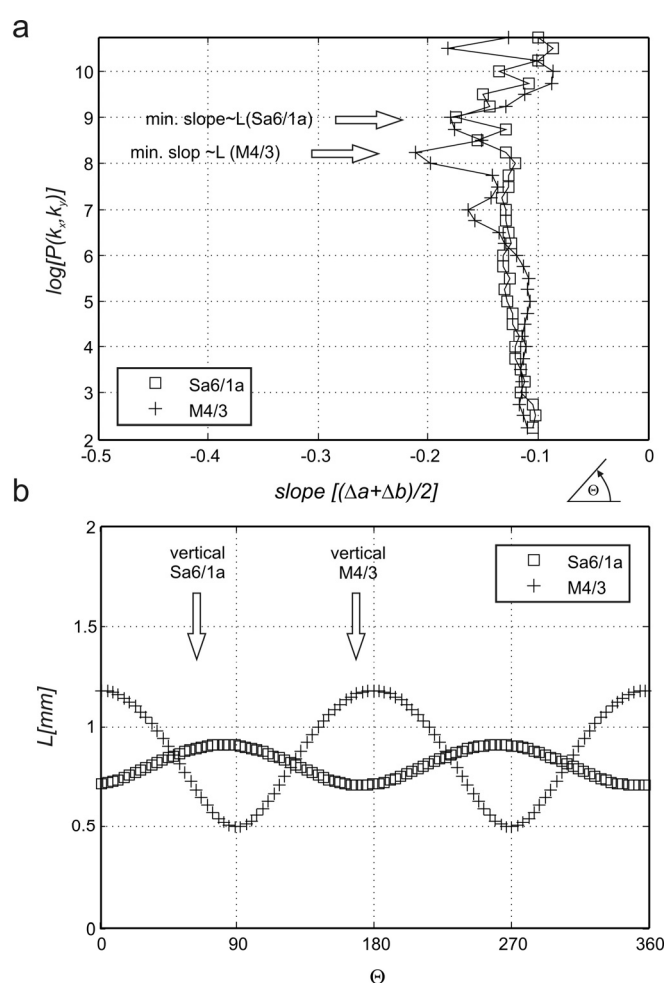 a
10
9
8
7
6
5
4
3
2
log[P(kx,ky)]
min. slope~L(Sa6/1a)
min. slop ~L (M4/3)
Sa6/1a
M4/3
-0.5
-0.4
-0.3
-0.2
-0.1
0
slope [(Δa+Δb)/2]
Θ
b
2
1.5
1
0.5
0
L[mm]
vertical
Sa6/1a
vertical
M4/3
Sa6/1a
M4/3
0
90
180
270
360
Θ